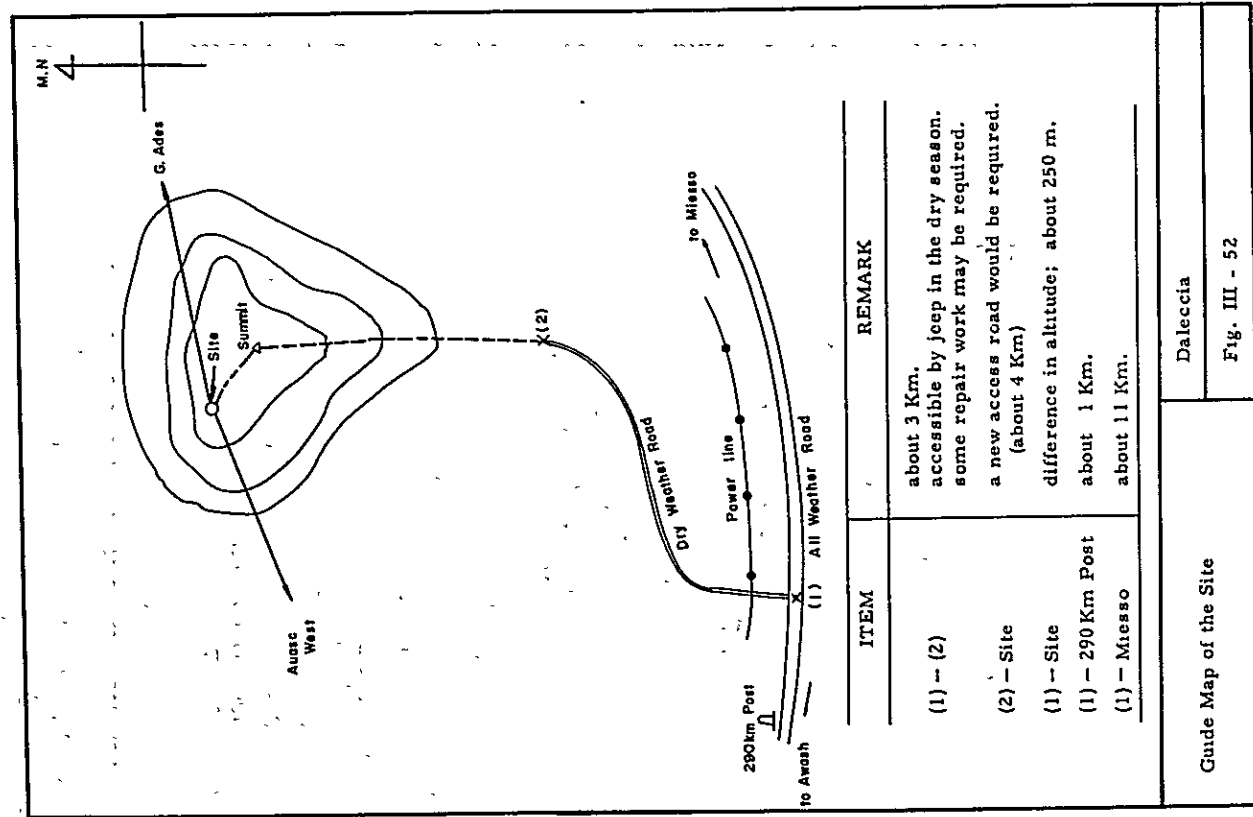 M.N
G. Ades
Site
Summit
Auasc
West
(2)
to Miesso
Dry Weather Road
Power line
290km Post
(1) All Weather Road
to Awash
ITEM REMARK
(1) – (2) about 3 Km.
accessible by jeep in the dry season.
some repair work may be required.
(2) – Site a new access road would be required.
(about 4 Km)
(1) – Site difference in altitude; about 250 m.
(1) – 290 Km Post about 1 Km.
(1) – Miesso about 11 Km.
Guide Map of the Site
Daleccia
Fig. III - 52